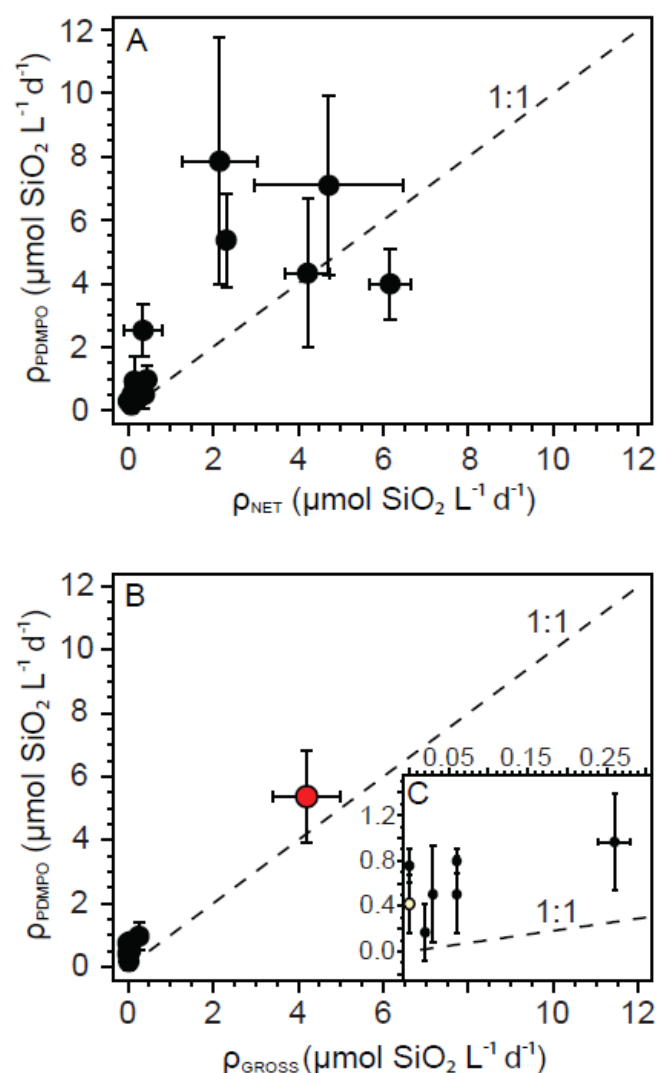 A
12
10
8
6
4
2
0
1:1
ρPDMPO (µmol SiO₂ L⁻¹ d⁻¹)
0 2 4 6 8 10 12
ρNET (µmol SiO₂ L⁻¹ d⁻¹)
B
12
10
8
6
4
2
0
1:1
ρPDMPO (µmol SiO₂ L⁻¹ d⁻¹)
0.05 0.15 0.25
C
1.2
0.8
0.4
0.0
1:1
0 2 4 6 8 10 12
ρGROSS (µmol SiO₂ L⁻¹ d⁻¹)